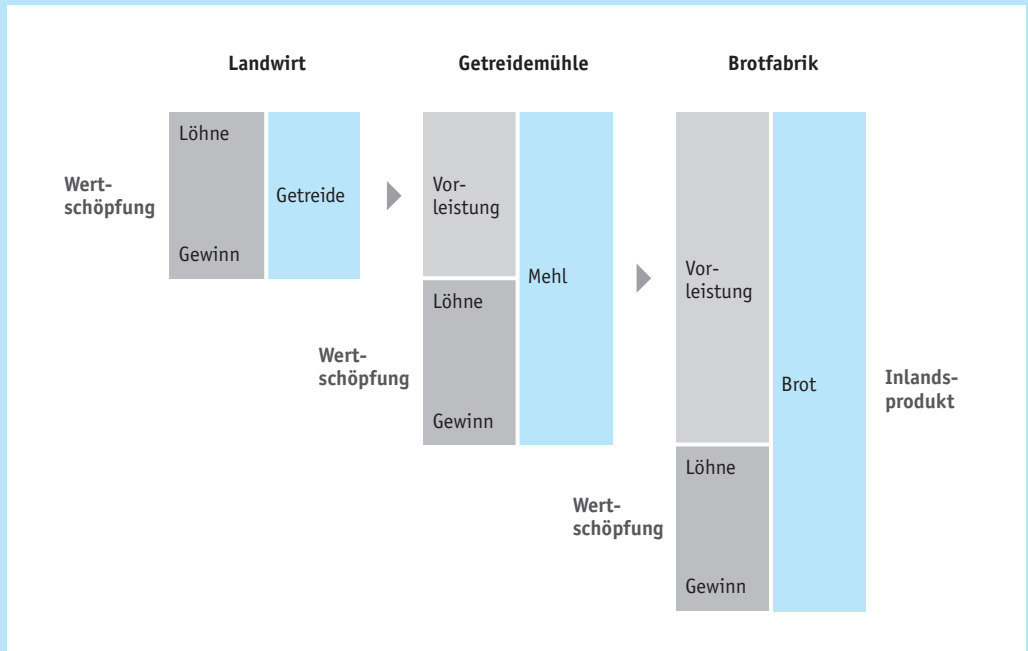 Landwirt
Getreidemühle
Brotfabrik
Wert-
schöpfung
Löhne
Gewinn
Getreide
Vor-
leistung
Mehl
Wert-
schöpfung
Löhne
Gewinn
Vor-
leistung
Brot
Wert-
schöpfung
Löhne
Gewinn
Inlands-
produkt